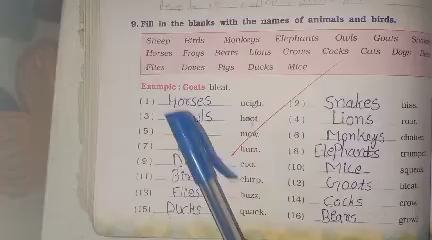 9. Fill in the blanks with the names of animals and birds.
Sheep Birds Monkeys Elephants Owls Goats
Horses Frogs Bears Lions Crows Cocks Cats Dogs
Flies Doves Pigs Ducks Mice
Example : Goats bleat.
(1) Horses neigh. (2) Snakes hiss.
(3) hoot. (4) Lions roar.
(5) mew. (6) Monkeys chatter.
(7) (8) Elephants trumpet.
(9) coo. (10) Mice squeak.
(11) chirp. (12) Goats bleat.
(13) Flies buzz. (14) Cocks crow.
(15) Ducks quack. (16) Bears growl.